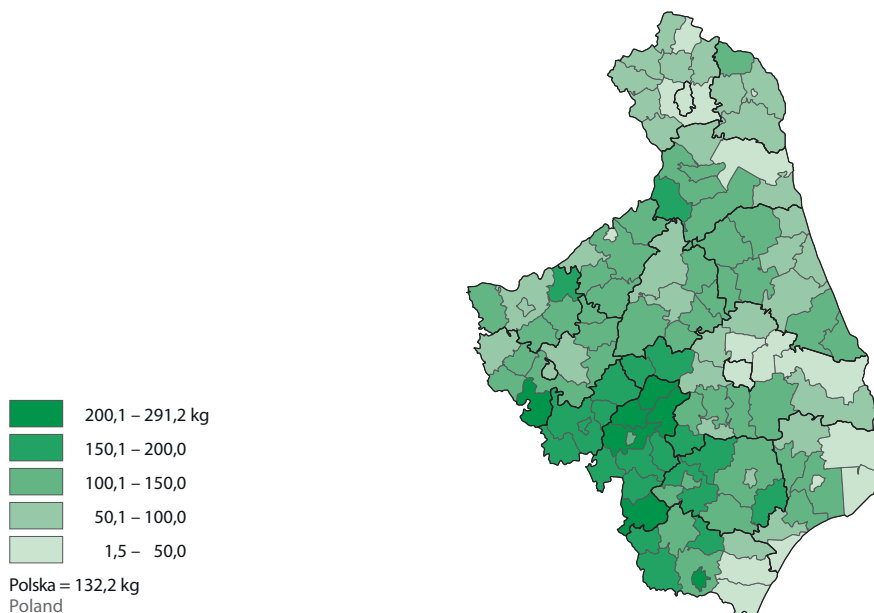 200,1 – 291,2 kg
150,1 – 200,0
100,1 – 150,0
50,1 – 100,0
1,5 – 50,0
Polska = 132,2 kg
Poland